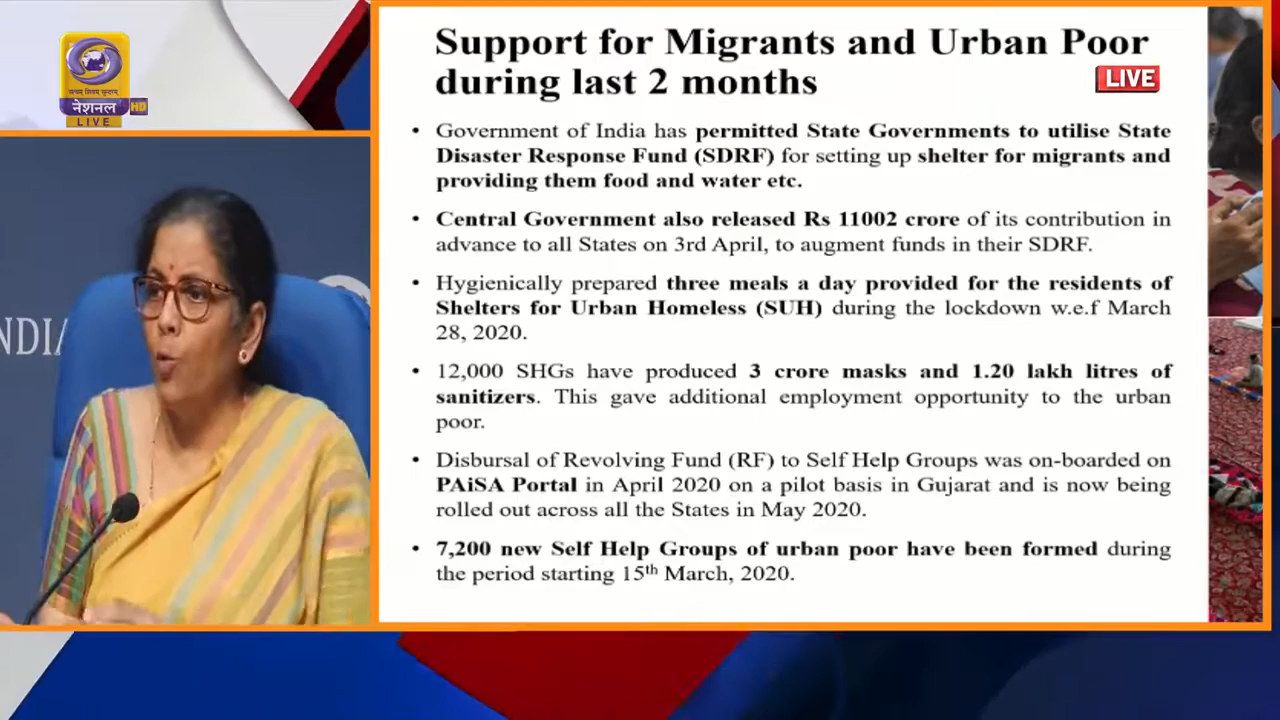 सत्यम् शिवम् सुन्दरम्
नेशनल HD
LIVE
NDIA
Support for Migrants and Urban Poor
during last 2 months
LIVE
• Government of India has permitted State Governments to utilise State
Disaster Response Fund (SDRF) for setting up shelter for migrants and
providing them food and water etc.
• Central Government also released Rs 11002 crore of its contribution in
advance to all States on 3rd April, to augment funds in their SDRF.
• Hygienically prepared three meals a day provided for the residents of
Shelters for Urban Homeless (SUH) during the lockdown w.e.f March
28, 2020.
• 12,000 SHGs have produced 3 crore masks and 1.20 lakh litres of
sanitizers. This gave additional employment opportunity to the urban
poor.
• Disbursal of Revolving Fund (RF) to Self Help Groups was on-boarded on
PAiSA Portal in April 2020 on a pilot basis in Gujarat and is now being
rolled out across all the States in May 2020.
• 7,200 new Self Help Groups of urban poor have been formed during
the period starting 15th March, 2020.